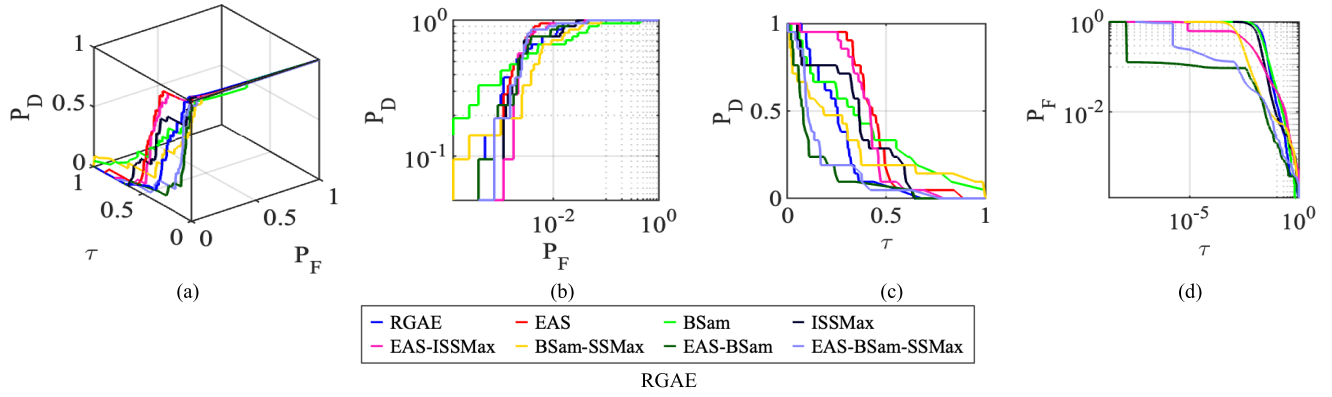 1
0.5
0
1
0.5
0
0
0.5
1
P_D
τ
P_F
(a)
10^0
10^-1
10^-2
10^0
P_D
P_F
(b)
1
0.5
0
0
0.5
1
P_D
τ
(c)
10^0
10^-2
10^-5
10^0
P_F
τ
(d)
RGAE EAS BSam ISSMax
EAS-ISSMax BSam-SSMax EAS-BSam EAS-BSam-SSMax
RGAE